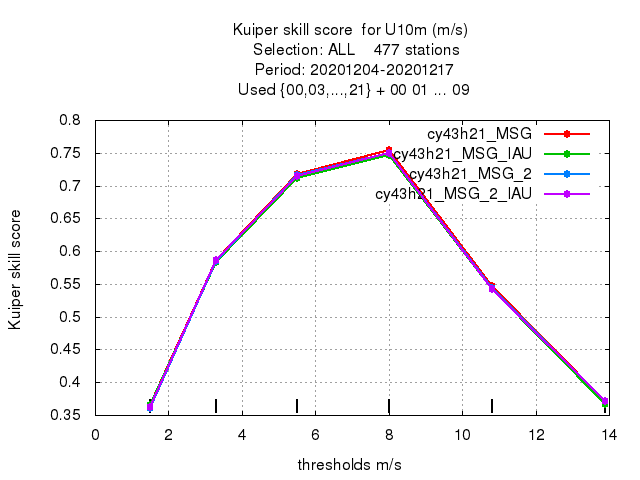 Kuiper skill score  for U10m (m/s)
Selection: ALL    477 stations
Period: 20201204-20201217
Used {00,03,...,21} + 00 01 ... 09
0.8
0.75
0.7
0.65
0.6
0.55
0.5
0.45
0.4
0.35
Kuiper skill score
cy43h21_MSG
cy43h21_MSG_IAU
cy43h21_MSG_2
cy43h21_MSG_2_IAU
0 2 4 6 8 10 12 14
thresholds m/s